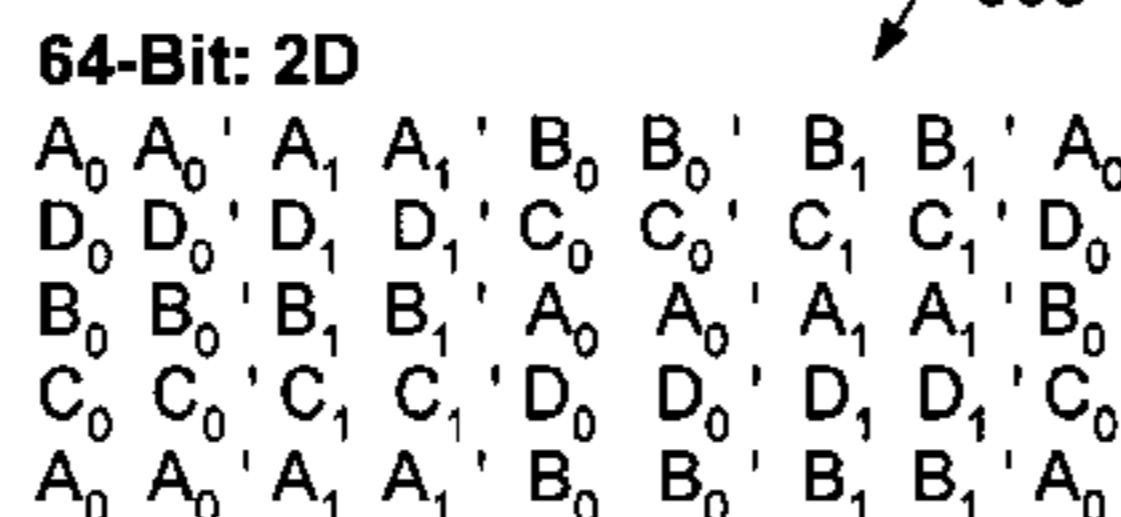 64-Bit: 2D
A₀ A₀' A₁ A₁' B₀ B₀' B₁ B₁' A₀
D₀ D₀' D₁ D₁' C₀ C₀' C₁ C₁' D₀
B₀ B₀' B₁ B₁' A₀ A₀' A₁ A₁' B₀
C₀ C₀' C₁ C₁' D₀ D₀' D₁ D₁' C₀
A₀ A₀' A₁ A₁' B₀ B₀' B₁ B₁' A₀